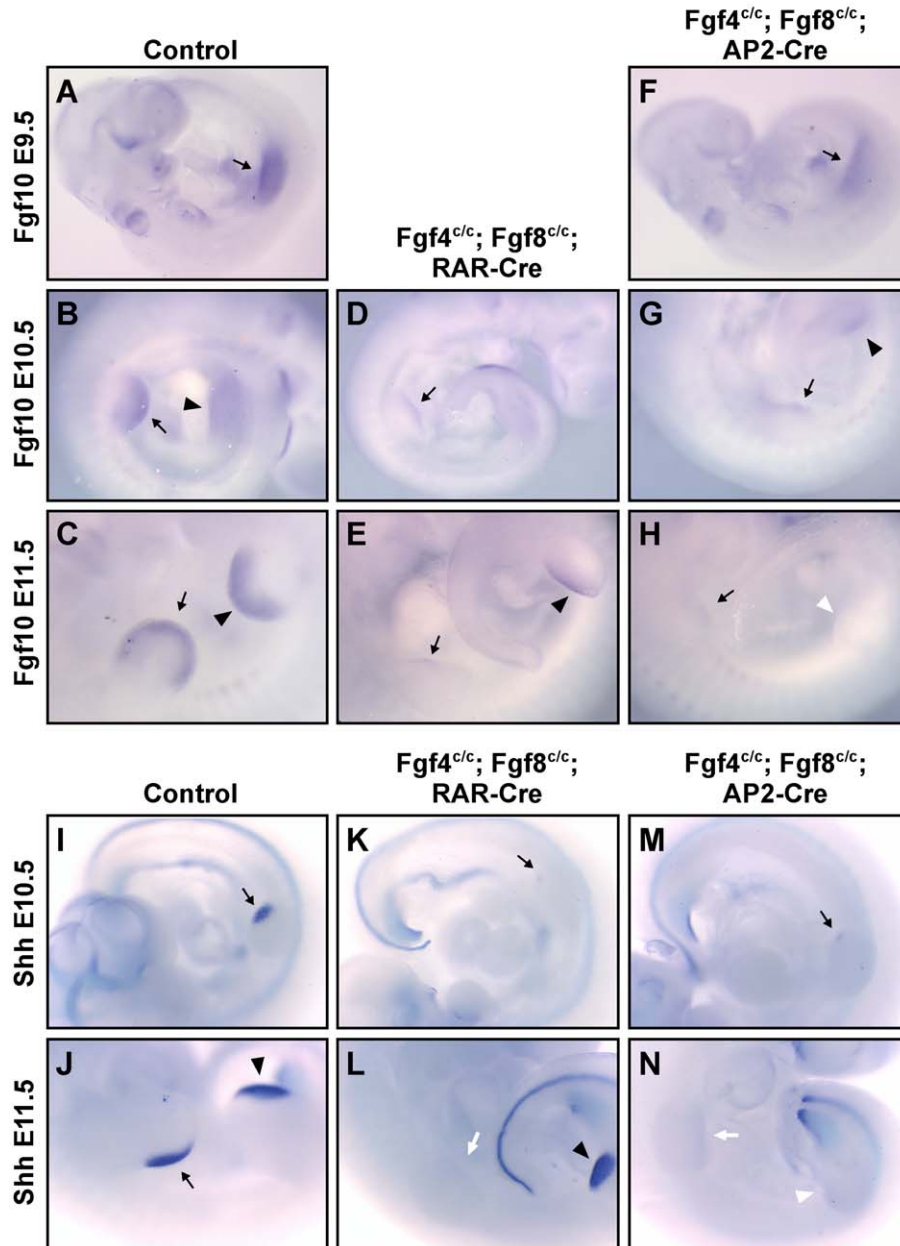 Control
Fgf4c/c; Fgf8c/c;
AP2-Cre
Fgf10 E9.5
A
F
Fgf4c/c; Fgf8c/c;
RAR-Cre
Fgf10 E10.5
B
D
G
Fgf10 E11.5
C
E
H
Control
Fgf4c/c; Fgf8c/c;
RAR-Cre
Fgf4c/c; Fgf8c/c;
AP2-Cre
Shh E10.5
I
K
M
Shh E11.5
J
L
N